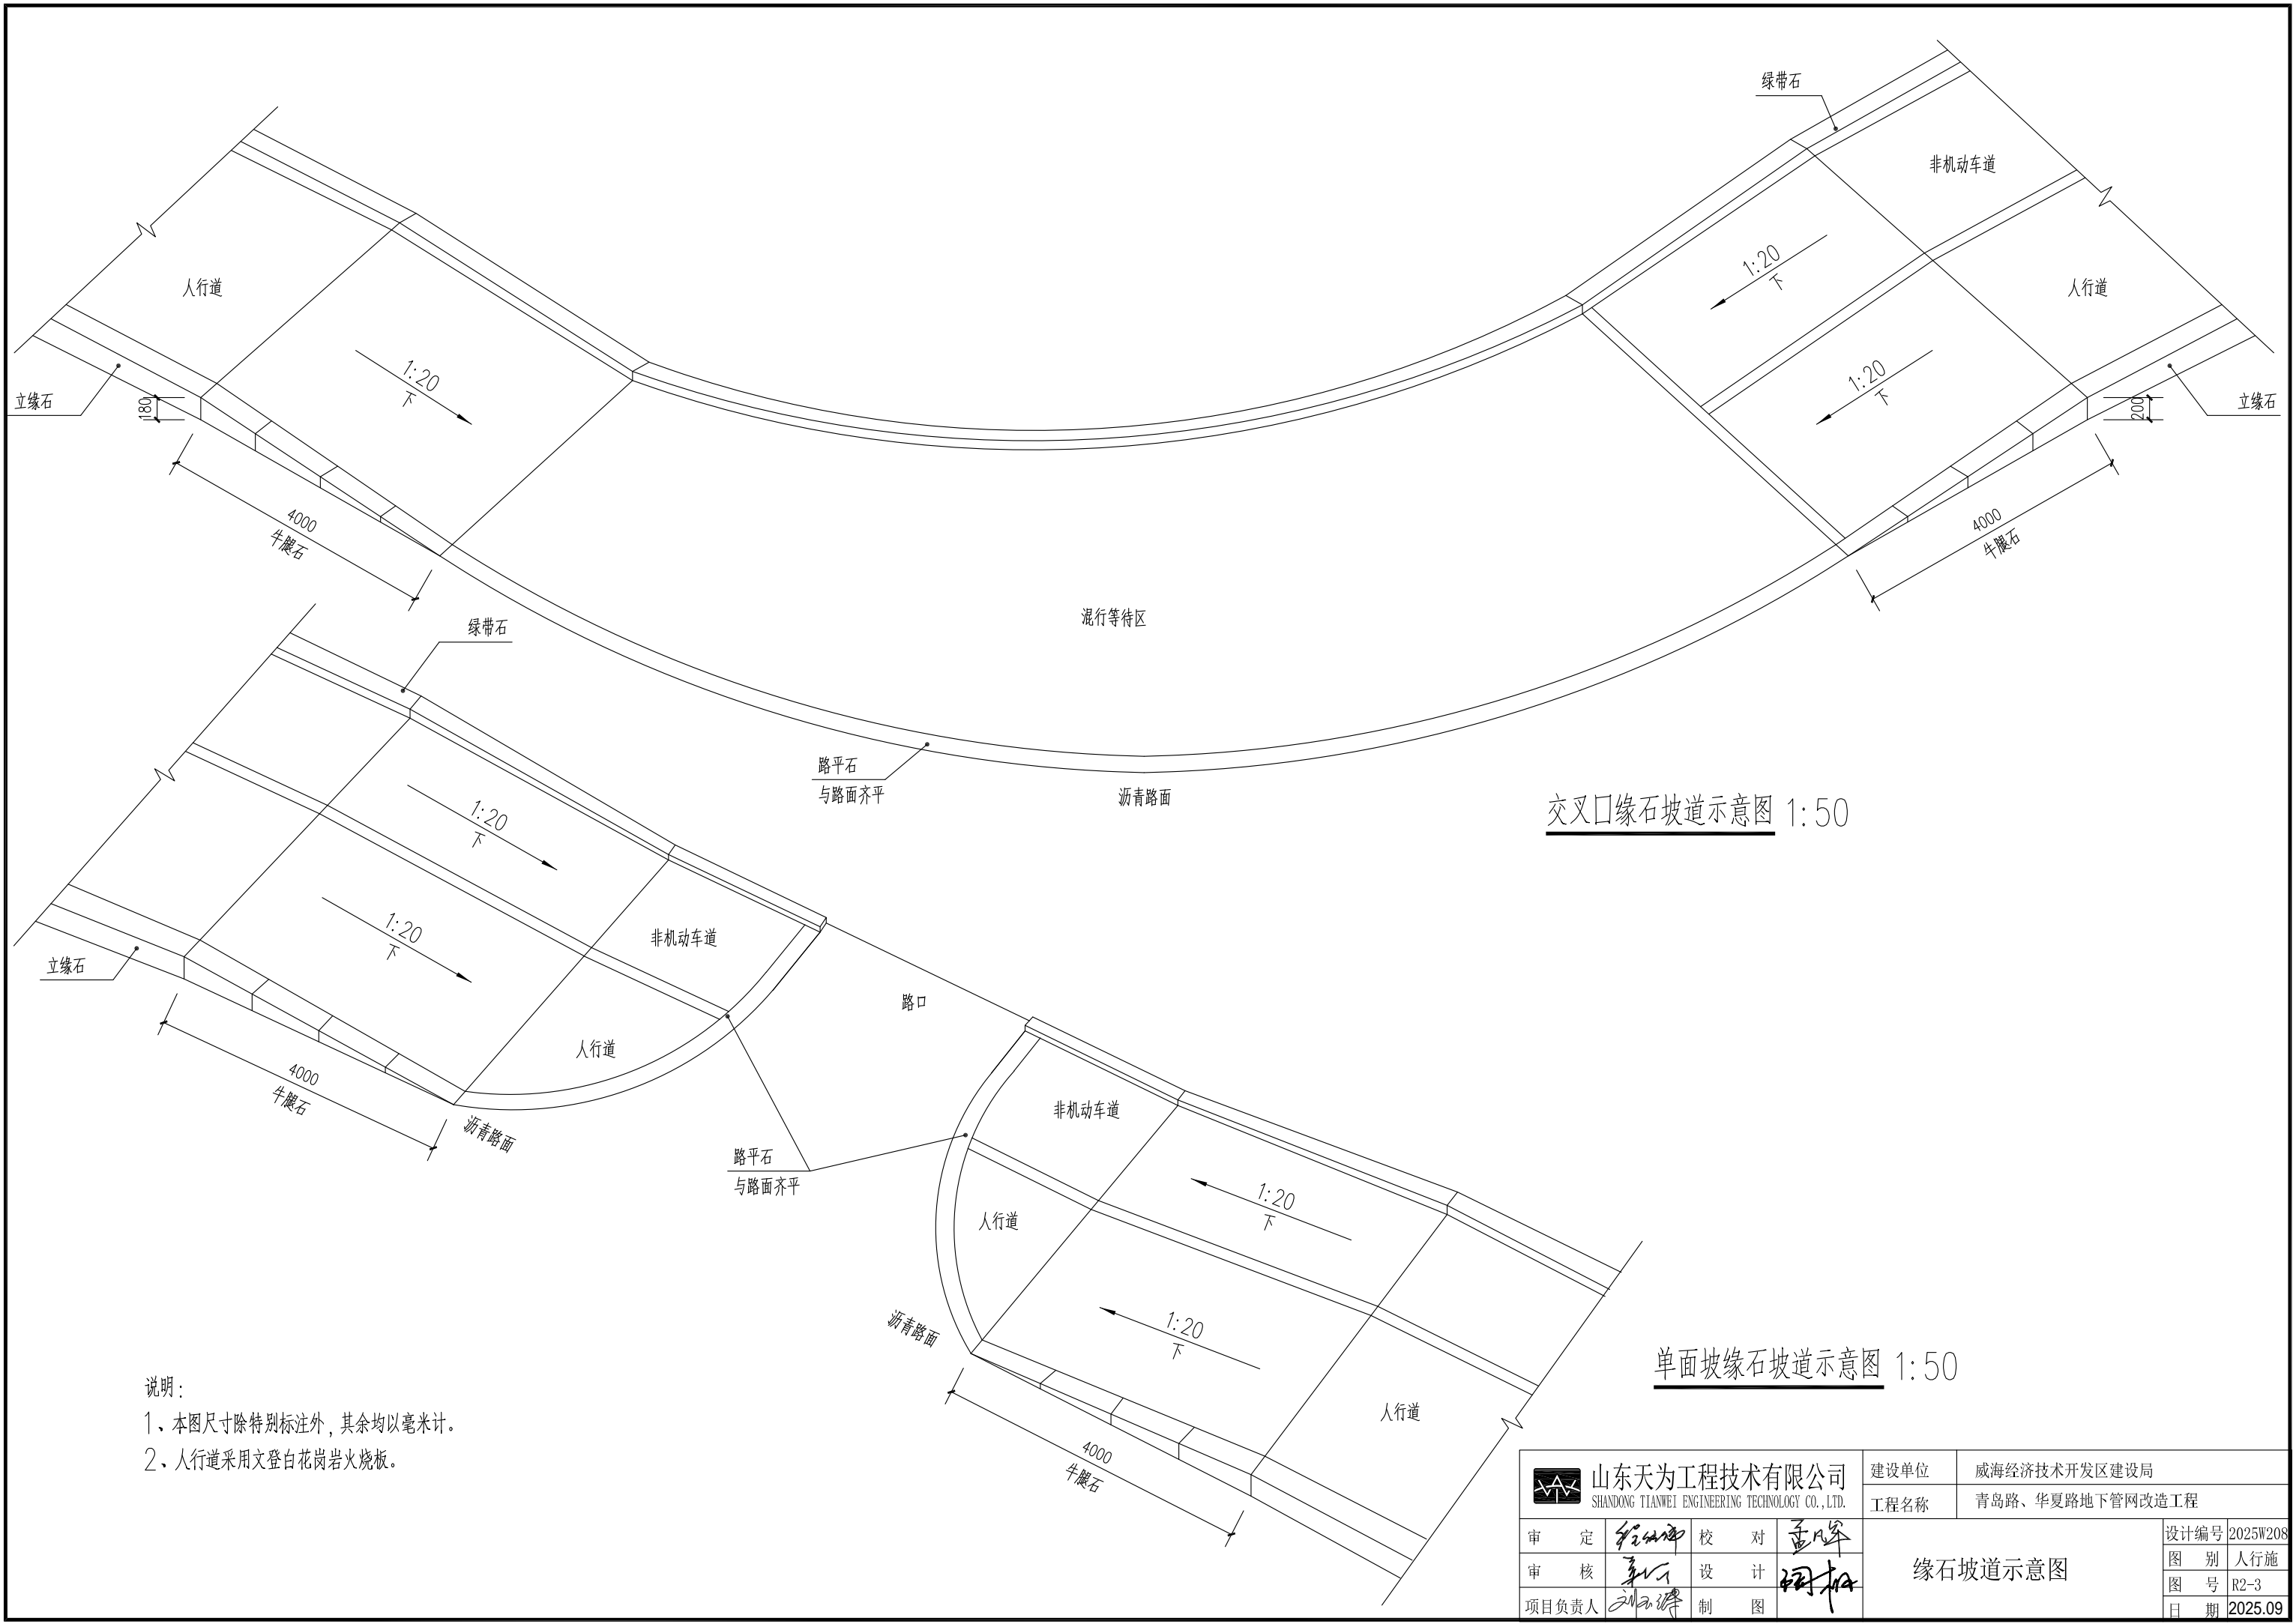 绿带石
非机动车道
人行道
1:20
下
人行道
立缘石
180
1:20
下
1:20
下
200
立缘石
4000
牛腿石
4000
牛腿石
混行等待区
绿带石
路平石
与路面齐平
沥青路面
交叉口缘石坡道示意图 1:50
1:20
下
1:20
下
立缘石
非机动车道
路口
人行道
4000
牛腿石
沥青路面
非机动车道
路平石
与路面齐平
人行道
1:20
下
沥青路面
1:20
下
单面坡缘石坡道示意图 1:50
人行道
4000
牛腿石
说明：
1、本图尺寸除特别标注外，其余均以毫米计。
2、人行道采用文登白花岗岩火烧板。
山东天为工程技术有限公司
SHANDONG TIANWEI ENGINEERING TECHNOLOGY CO.,LTD.
建设单位 威海经济技术开发区建设局
工程名称 青岛路、华夏路地下管网改造工程
审定 校对
审核 设计
项目负责人 制图
缘石坡道示意图
设计编号 2025W208
图别 人行施
图号 R2-3
日期 2025.09